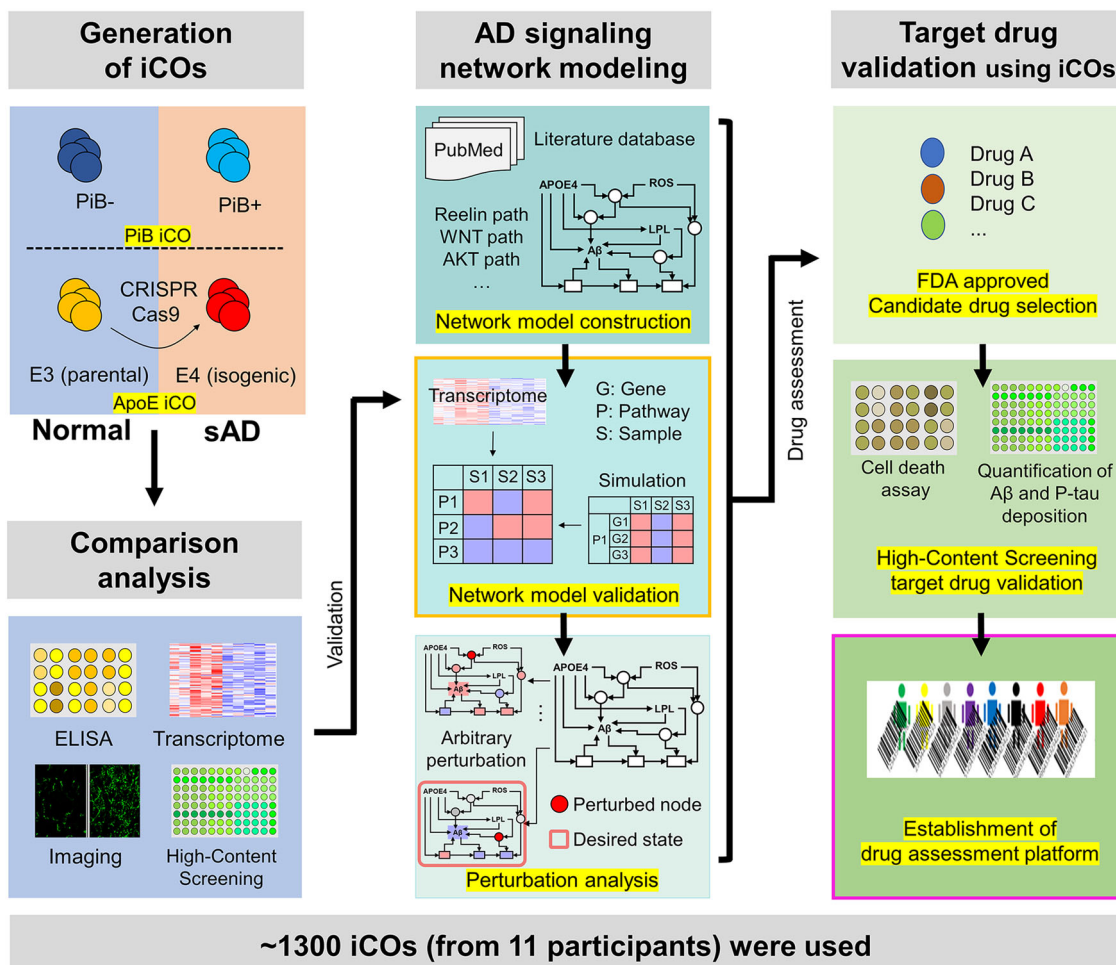 Generation
of iCOs
PiB-
PiB+
PiB iCO
CRISPR
Cas9
E3 (parental)
E4 (isogenic)
ApoE iCO
Normal
sAD
Comparison
analysis
ELISA
Transcriptome
Imaging
High-Content
Screening
Validation
AD signaling
network modeling
PubMed
Literature database
Reelin path
WNT path
AKT path
...
APOE4
ROS
LPL
Aβ
Network model construction
Transcriptome
G: Gene
P: Pathway
S: Sample
S1 S2 S3
P1
P2
P3
Simulation
S1 S2 S3
P1
G1
G2
G3
Network model validation
APOE4
ROS
LPL
Aβ
Arbitrary
perturbation
...
APOE4
ROS
LPL
Aβ
APOE4
ROS
LPL
Aβ
Perturbed node
Desired state
Perturbation analysis
Drug assessment
Target drug
validation using iCOs
Drug A
Drug B
Drug C
...
FDA approved
Candidate drug selection
Cell death
assay
Quantification of
Aβ and P-tau
deposition
High-Content Screening
target drug validation
Establishment of
drug assessment platform
~1300 iCOs (from 11 participants) were used